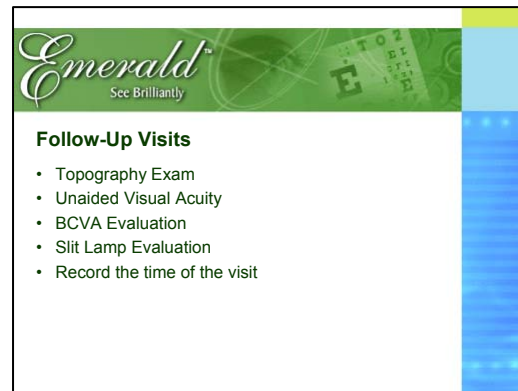 Emerald™
See Brilliantly
Follow-Up Visits
• Topography Exam
• Unaided Visual Acuity
• BCVA Evaluation
• Slit Lamp Evaluation
• Record the time of the visit